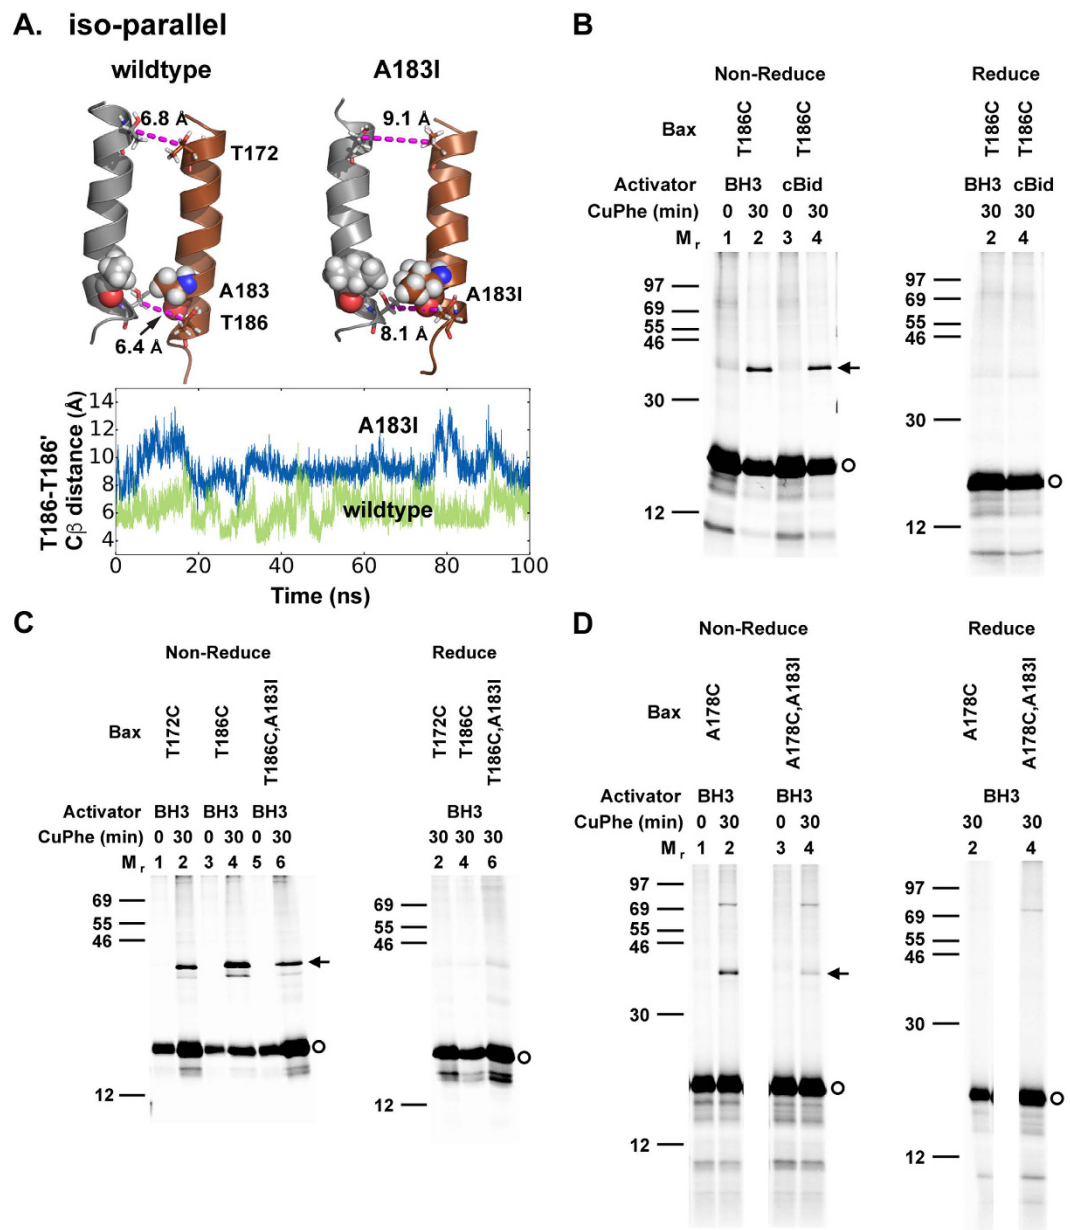 A. iso-parallel
wildtype
A183I
6.8 Å
T172
A183
T186
6.4 Å
9.1 Å
A183I
8.1 Å
T186-T186'
Cβ distance (Å)
14
12
10
8
6
4
A183I
wildtype
0 20 40 60 80 100
Time (ns)
B
Non-Reduce
Reduce
Bax T186C T186C
T186C T186C
Activator BH3 cBid
BH3 cBid
CuPhe (min) 0 30 0 30
30 30
Mr 1 2 3 4
2 4
97
69
55
46
30
12
97
69
55
46
30
12
C
Non-Reduce
Reduce
Bax T172C T186C T186C,A183I
T172C T186C T186C,A183I
Activator BH3 BH3 BH3
BH3
CuPhe (min) 0 30 0 30 0 30
30 30 30
Mr 1 2 3 4 5 6
2 4 6
69
55
46
12
69
55
46
12
D
Non-Reduce
Reduce
Bax A178C A178C,A183I
A178C A178C,A183I
Activator BH3 BH3
BH3
CuPhe (min) 0 30 0 30
30 30
Mr 1 2 3 4
2 4
97
69
55
46
30
12
97
69
55
46
30
12